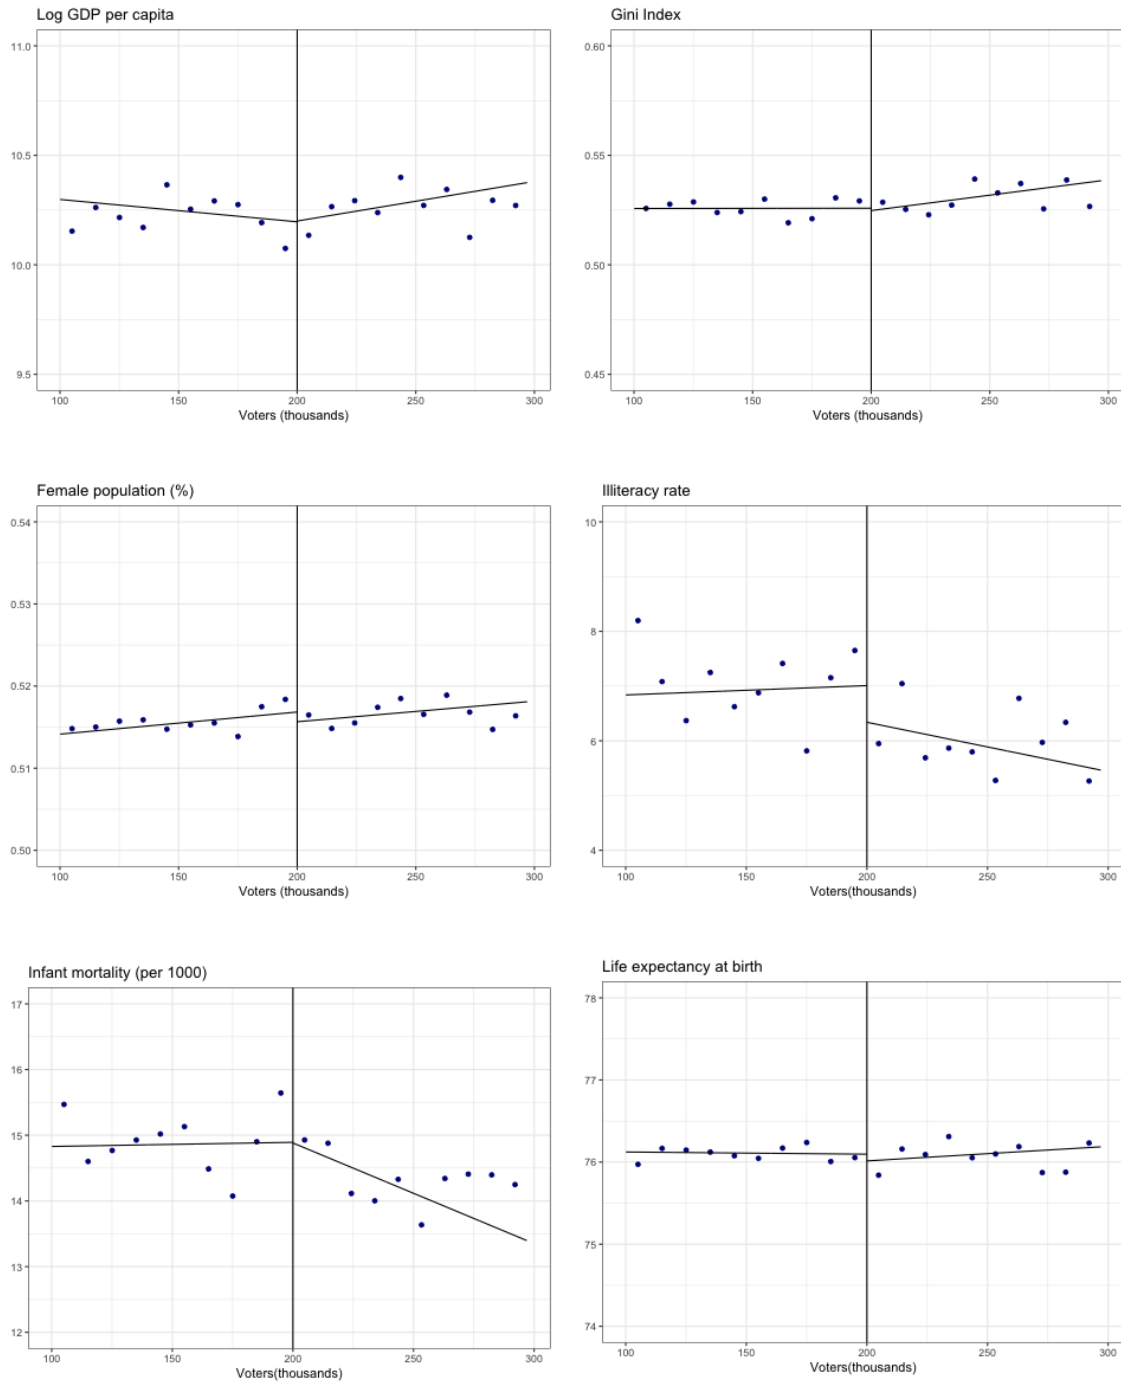 Log GDP per capita
11.0
10.5
10.0
9.5
100 150 200 250 300
Voters (thousands)
Gini Index
0.60
0.55
0.50
0.45
100 150 200 250 300
Voters (thousands)
Female population (%)
0.54
0.53
0.52
0.51
0.50
100 150 200 250 300
Voters (thousands)
Illiteracy rate
10
8
6
4
100 150 200 250 300
Voters(thousands)
Infant mortality (per 1000)
17
16
15
14
13
12
100 150 200 250 300
Voters(thousands)
Life expectancy at birth
78
77
76
75
74
100 150 200 250 300
Voters(thousands)